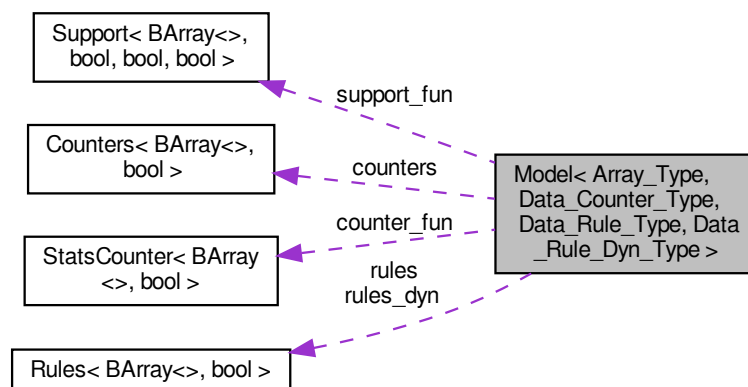 Support< BArray<>,
bool, bool, bool >
support_fun
Counters< BArray<>,
bool >
counters
Model< Array_Type,
Data_Counter_Type,
Data_Rule_Type, Data
_Rule_Dyn_Type >
counter_fun
StatsCounter< BArray
<>, bool >
rules
rules_dyn
Rules< BArray<>, bool >